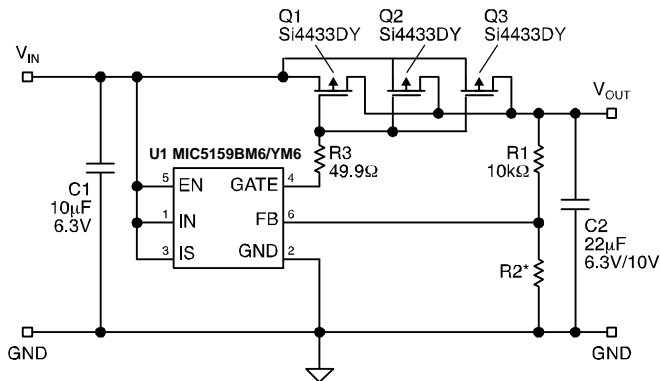 Q1
Si4433DY
Q2
Si4433DY
Q3
Si4433DY
VIN
VOUT
U1 MIC5159BM6/YM6
R3
49.9Ω
R1
10kΩ
C1
10µF
6.3V
5
EN
GATE
4
1
IN
FB
6
3
IS
GND
2
R2*
C2
22µF
6.3V/10V
GND
GND